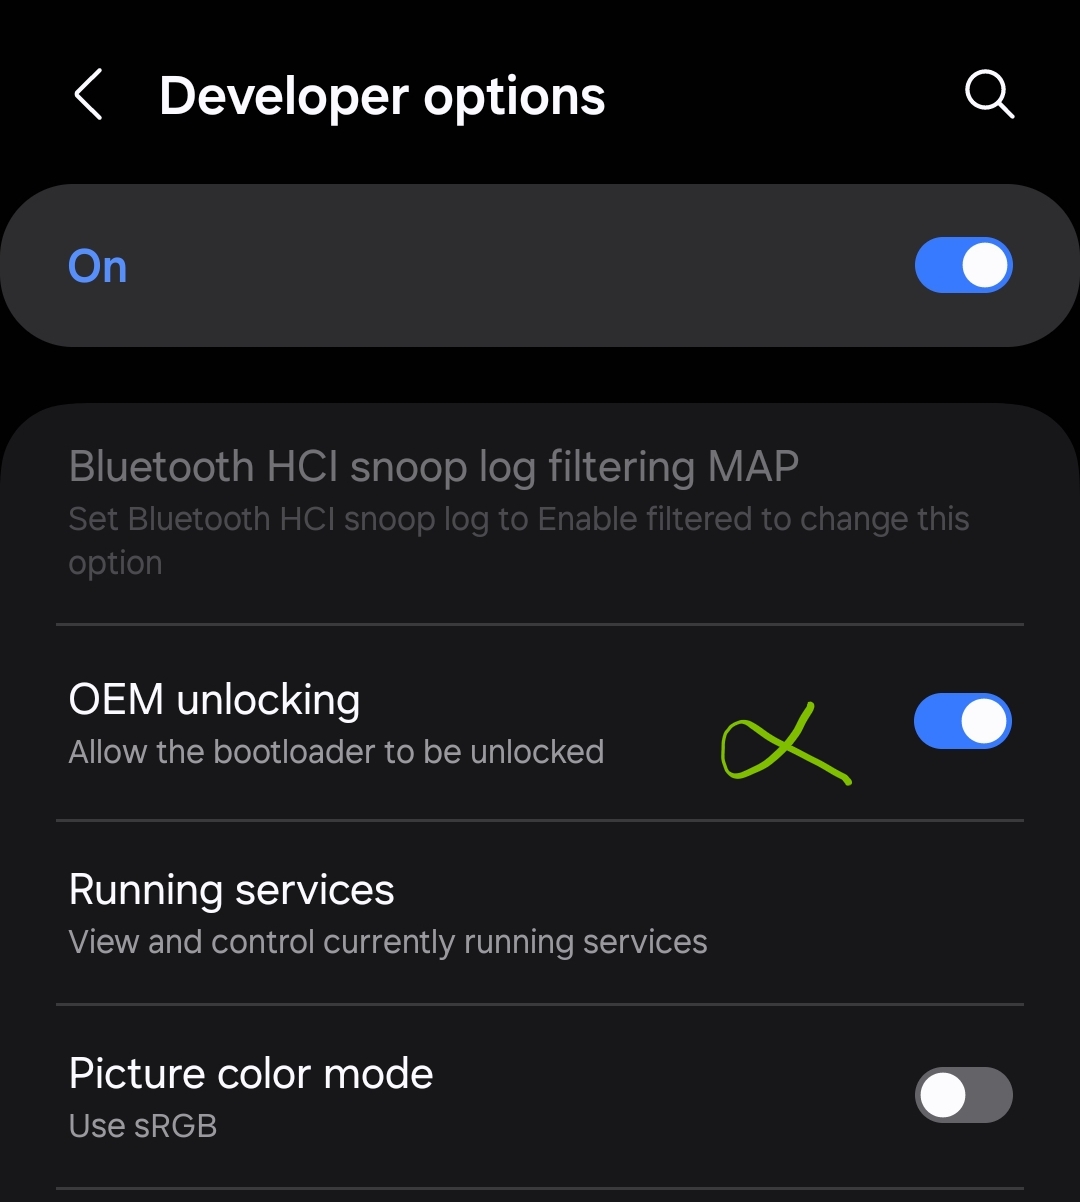 Developer options
On
Bluetooth HCI snoop log filtering MAP
Set Bluetooth HCI snoop log to Enable filtered to change this
option
OEM unlocking
Allow the bootloader to be unlocked
Running services
View and control currently running services
Picture color mode
Use sRGB